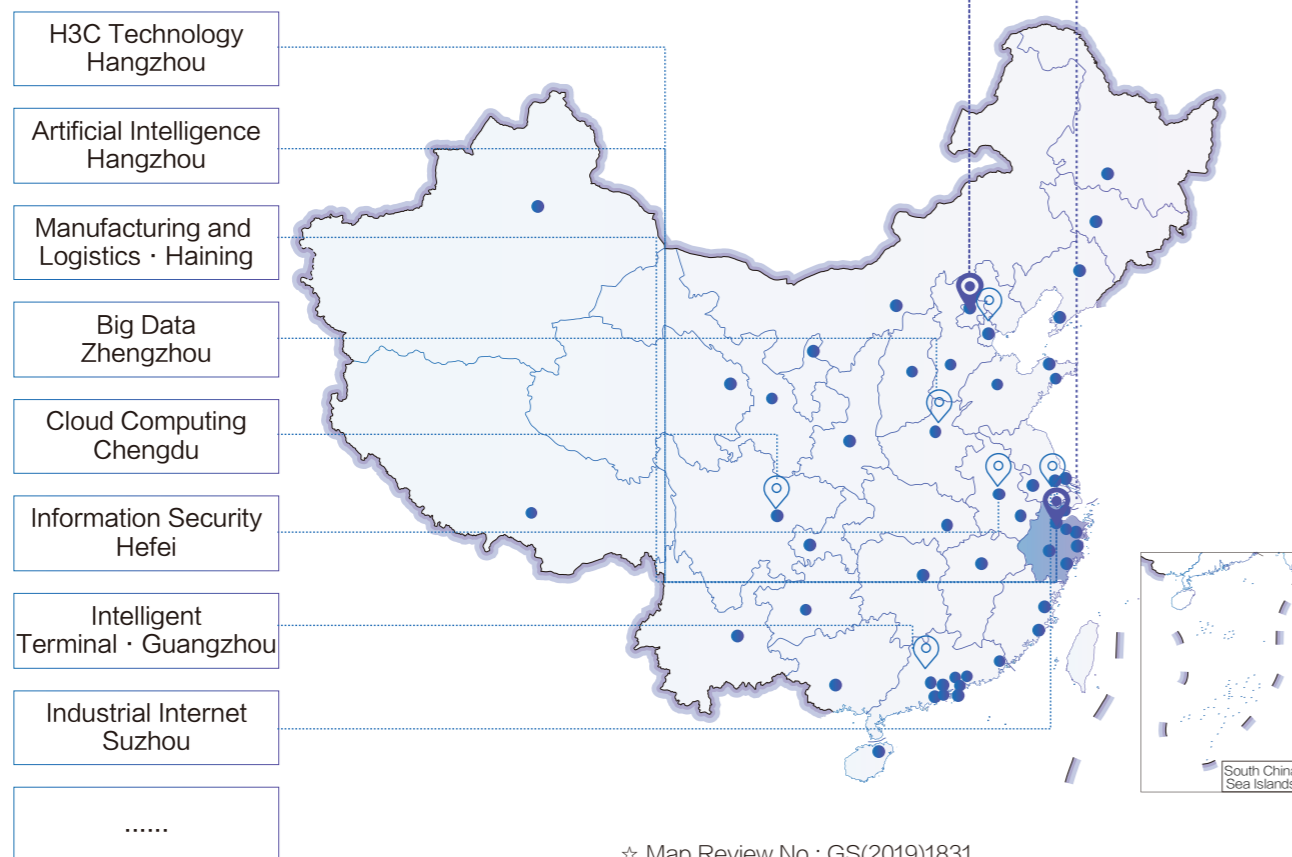 H3C Technology
Hangzhou
Artificial Intelligence
Hangzhou
Manufacturing and
Logistics · Haining
Big Data
Zhengzhou
Cloud Computing
Chengdu
Information Security
Hefei
Intelligent
Terminal · Guangzhou
Industrial Internet
Suzhou
......
South China
Sea Islands
☆ Map Review No.: GS(2019)1831